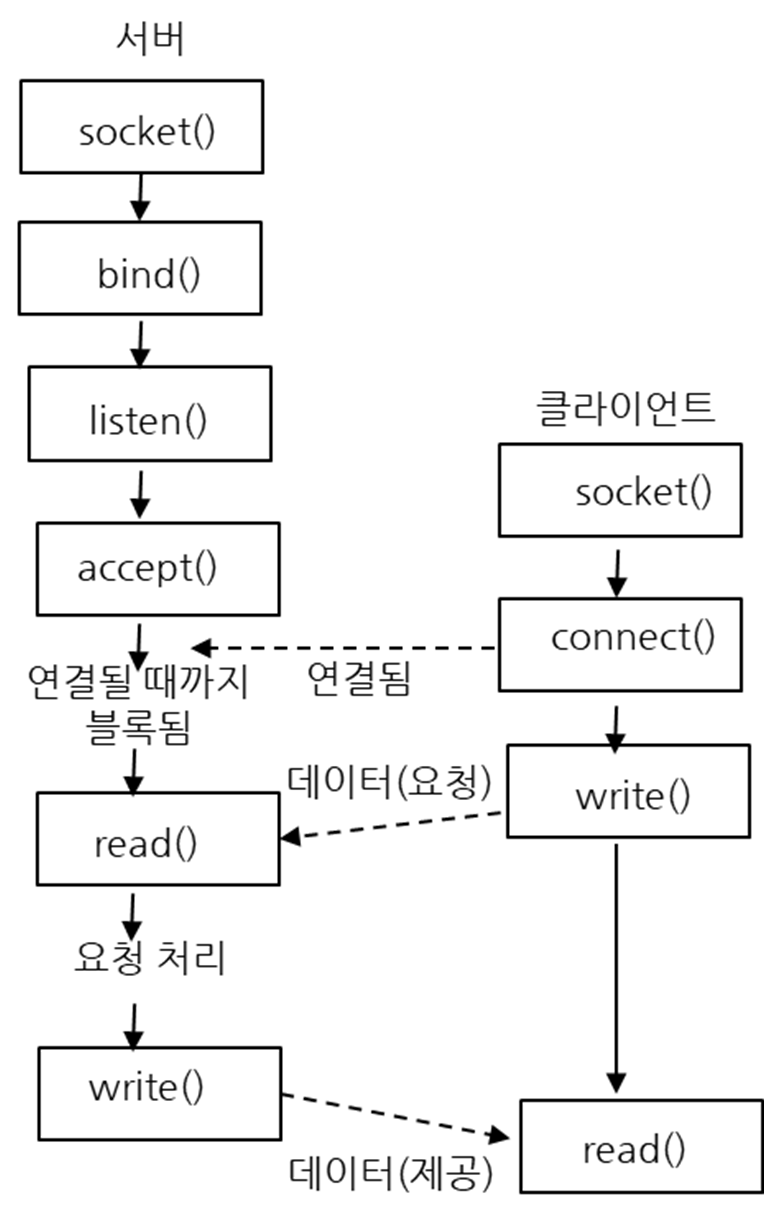 서버
socket()
bind()
listen()
accept()
연결될 때까지
블록됨
read()
요청 처리
write()
클라이언트
socket()
connect()
연결됨
write()
데이터(요청)
read()
데이터(제공)